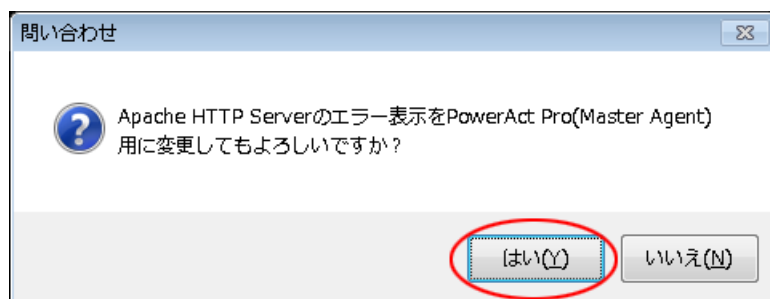 問い合わせ
Apache HTTP Serverのエラー表示をPowerAct Pro(Master Agent)
用に変更してもよろしいですか？
はい(Y)
いいえ(N)